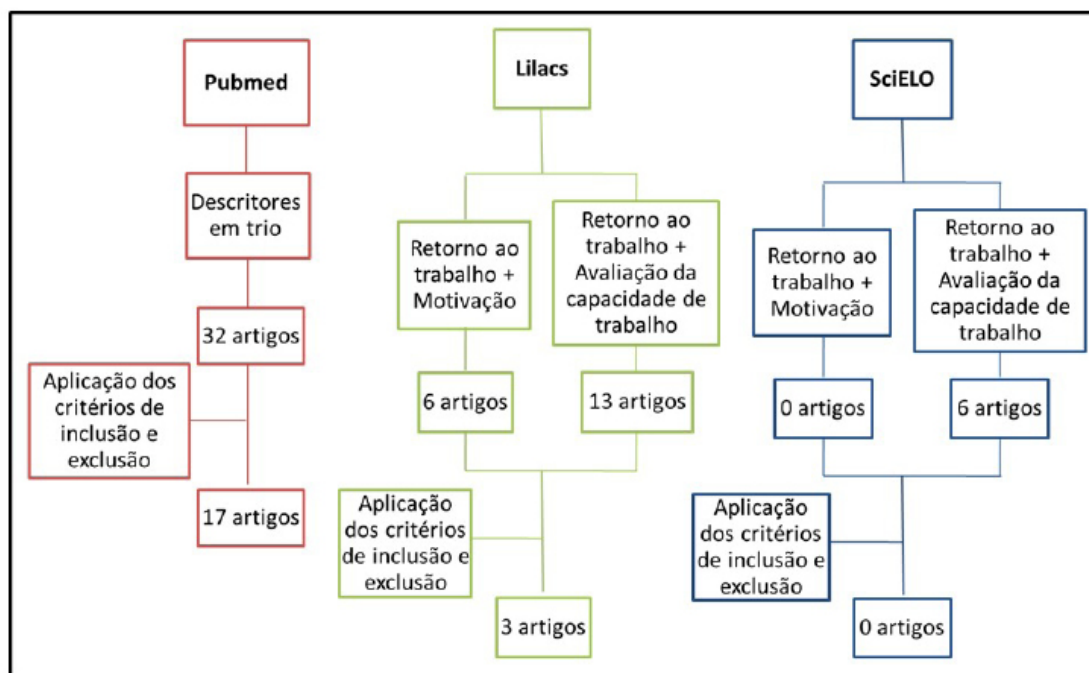 Pubmed
Descritores
em trio
32 artigos
Aplicação dos
critérios de
inclusão e
exclusão
17 artigos
Lilacs
Retorno ao
trabalho +
Motivação
Retorno ao
trabalho +
Avaliação da
capacidade de
trabalho
6 artigos
13 artigos
Aplicação
dos critérios
de inclusão e
exclusão
3 artigos
SciELO
Retorno ao
trabalho +
Motivação
Retorno ao
trabalho +
Avaliação da
capacidade de
trabalho
0 artigos
6 artigos
Aplicação
dos critérios
de inclusão e
exclusão
0 artigos